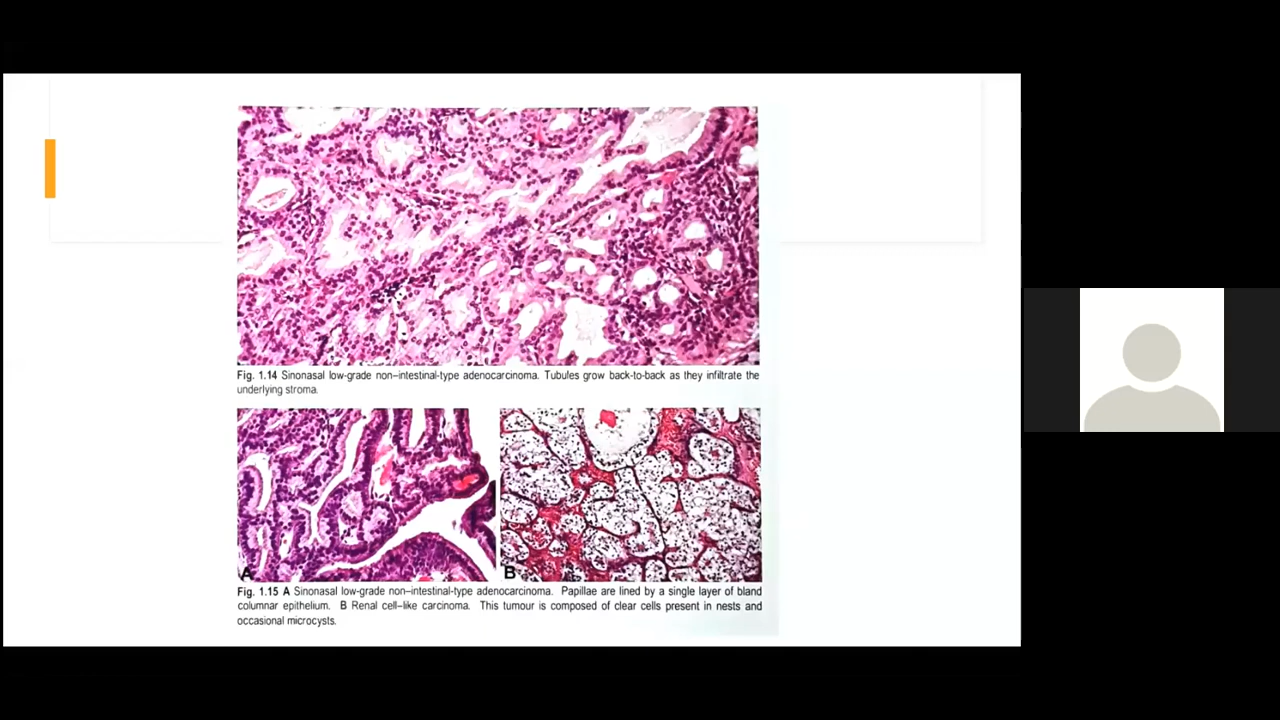 Fig. 1.14 Sinonasal low-grade non–intestinal-type adenocarcinoma. Tubules grow back-to-back as they infiltrate the
underlying stroma.
A
B
Fig. 1.15 A Sinonasal low-grade non–intestinal-type adenocarcinoma. Papillae are lined by a single layer of bland
columnar epithelium. B Renal cell–like carcinoma. This tumour is composed of clear cells present in nests and
occasional microcysts.